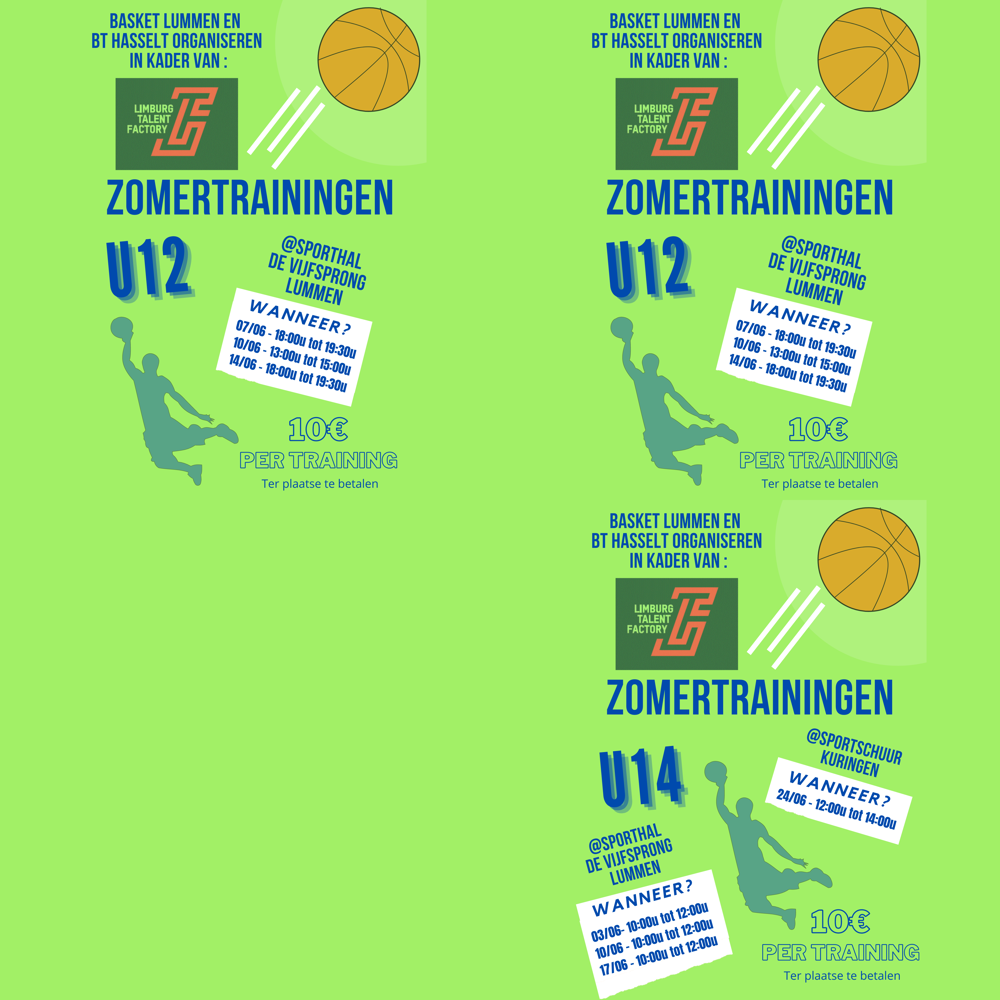 BASKET LUMMEN EN
BT HASSELT ORGANISEREN
IN KADER VAN :
LIMBURG
TALENT
FACTORY
ZOMERTRAININGEN
U12
@SPORTHAL
DE VIJFSPRONG
LUMMEN
WANNEER?
07/06 - 18:00u tot 19:30u
10/06 - 13:00u tot 15:00u
14/06 - 18:00u tot 19:30u
10€
PER TRAINING
Ter plaatse te betalen
BASKET LUMMEN EN
BT HASSELT ORGANISEREN
IN KADER VAN :
LIMBURG
TALENT
FACTORY
ZOMERTRAININGEN
U12
@SPORTHAL
DE VIJFSPRONG
LUMMEN
WANNEER?
07/06 - 18:00u tot 19:30u
10/06 - 13:00u tot 15:00u
14/06 - 18:00u tot 19:30u
10€
PER TRAINING
Ter plaatse te betalen
BASKET LUMMEN EN
BT HASSELT ORGANISEREN
IN KADER VAN :
LIMBURG
TALENT
FACTORY
ZOMERTRAININGEN
U14
@SPORTSCHUUR
KURINGEN
WANNEER?
24/06 - 12:00u tot 14:00u
@SPORTHAL
DE VIJFSPRONG
LUMMEN
WANNEER?
03/06- 10:00u tot 12:00u
10/06 - 10:00u tot 12:00u
17/06 - 10:00u tot 12:00u
10€
PER TRAINING
Ter plaatse te betalen